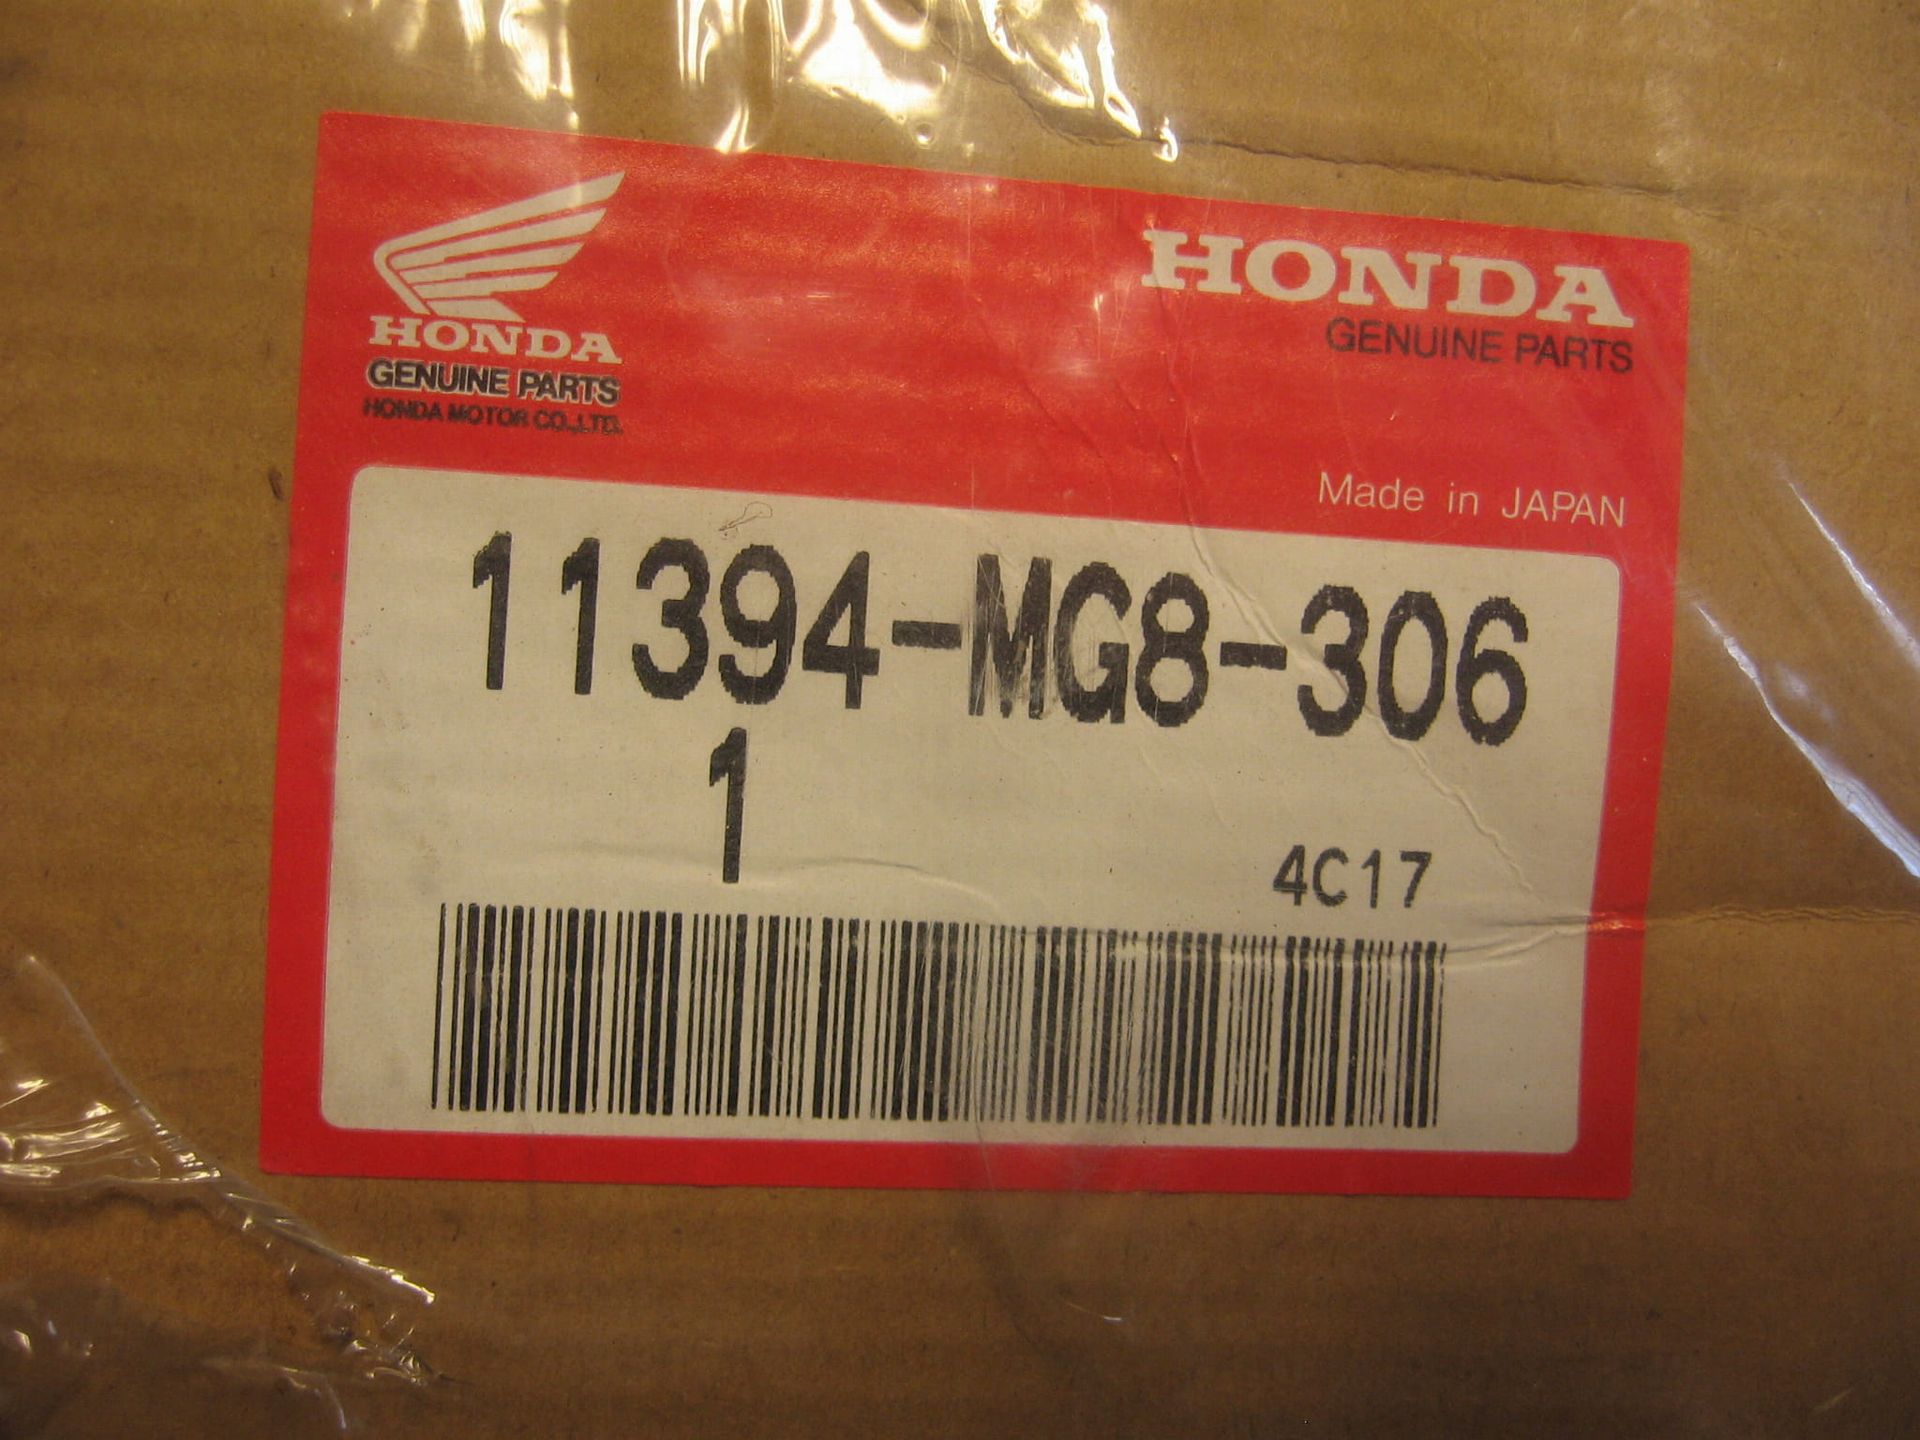 HONDA
GENUINE PARTS
HONDA MOTOR CO.,LTD.
HONDA
GENUINE PARTS
Made in JAPAN
11394-MG8-306
1
4C17